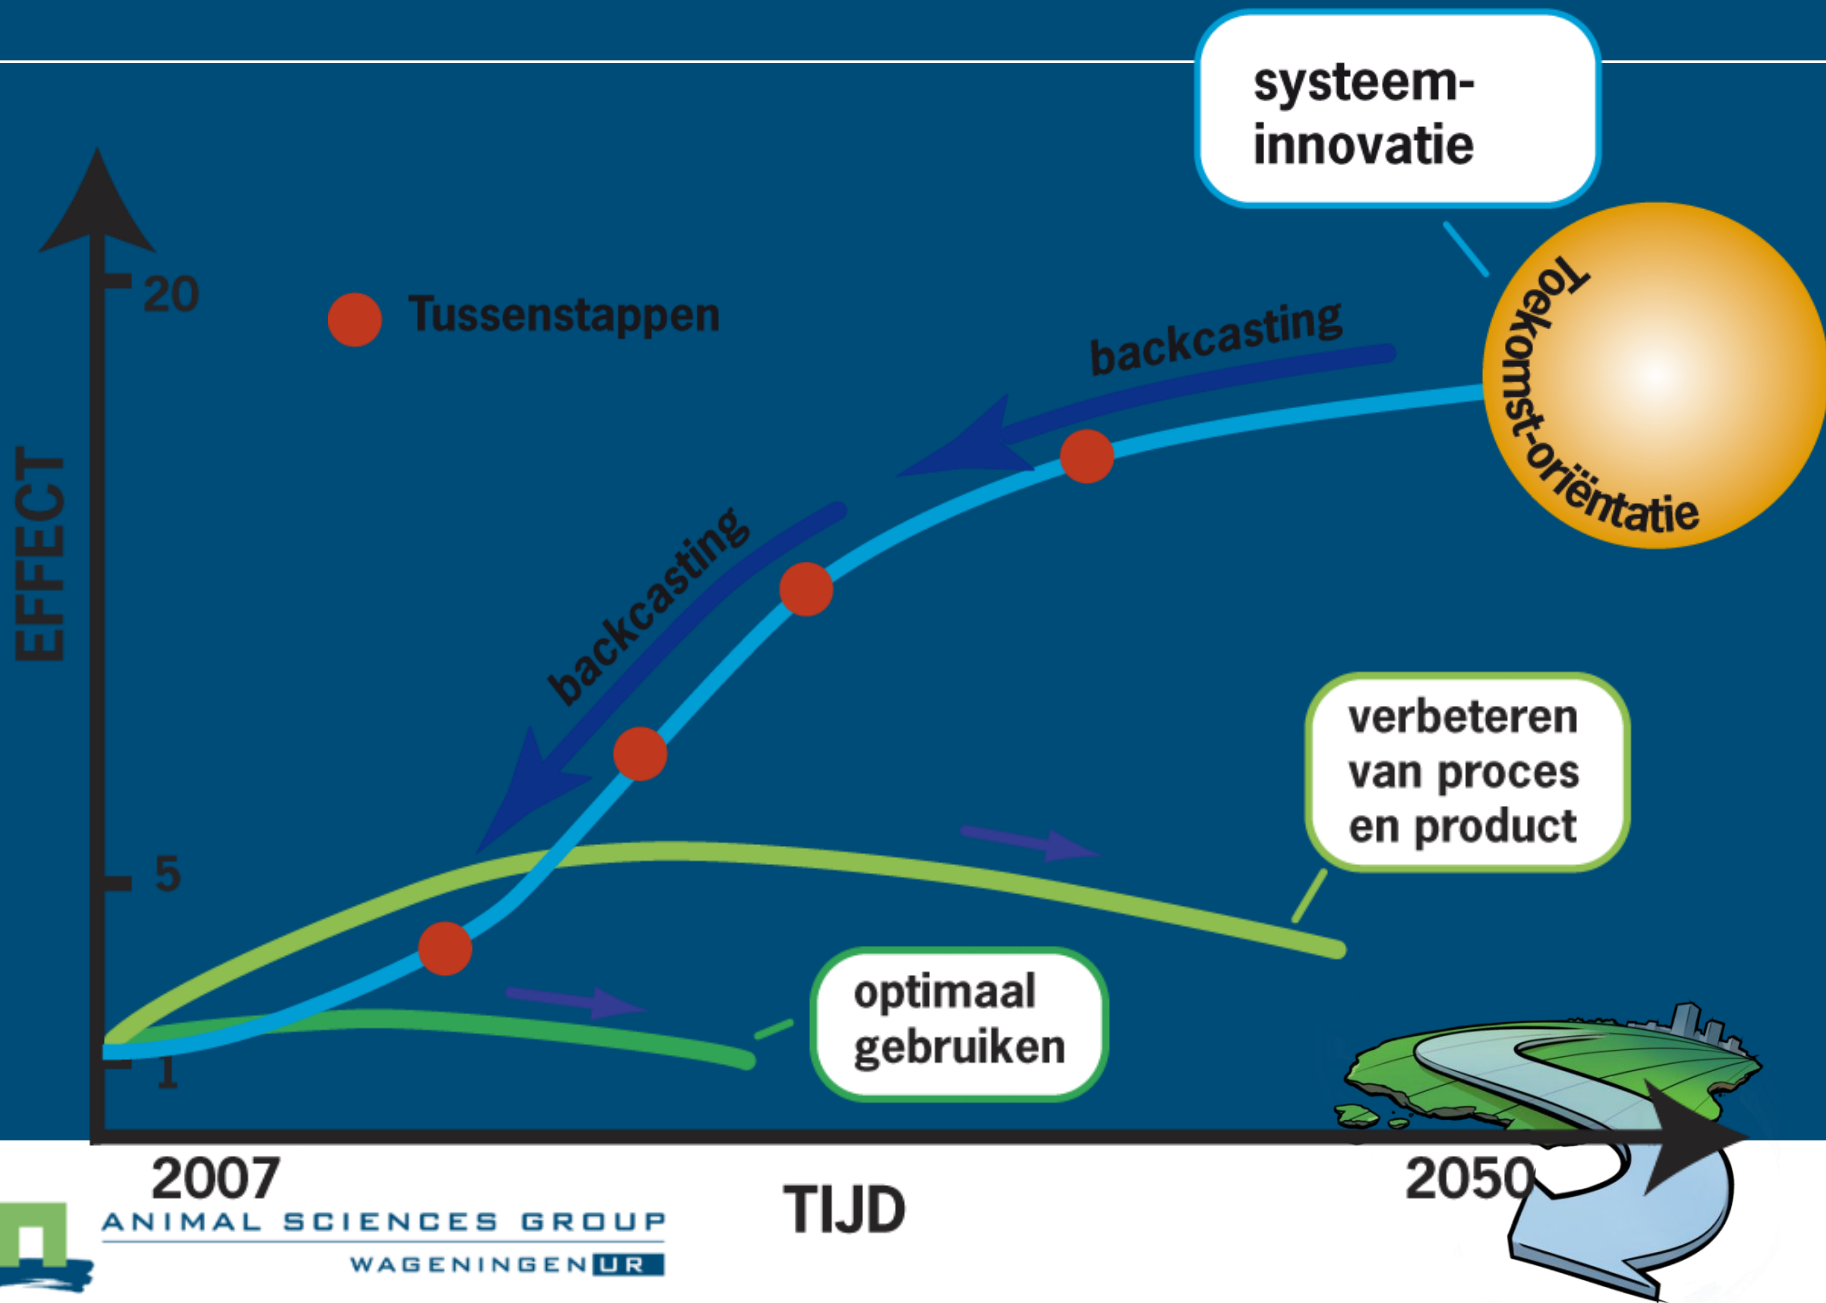 systeem-
innovatie
20
Tussenstappen
backcasting
Toekomst-oriëntatie
backcasting
EFFECT
verbeteren
van proces
en product
5
optimaal
gebruiken
1
2007
2050
TIJD
ANIMAL SCIENCES GROUP
WAGENINGEN UR